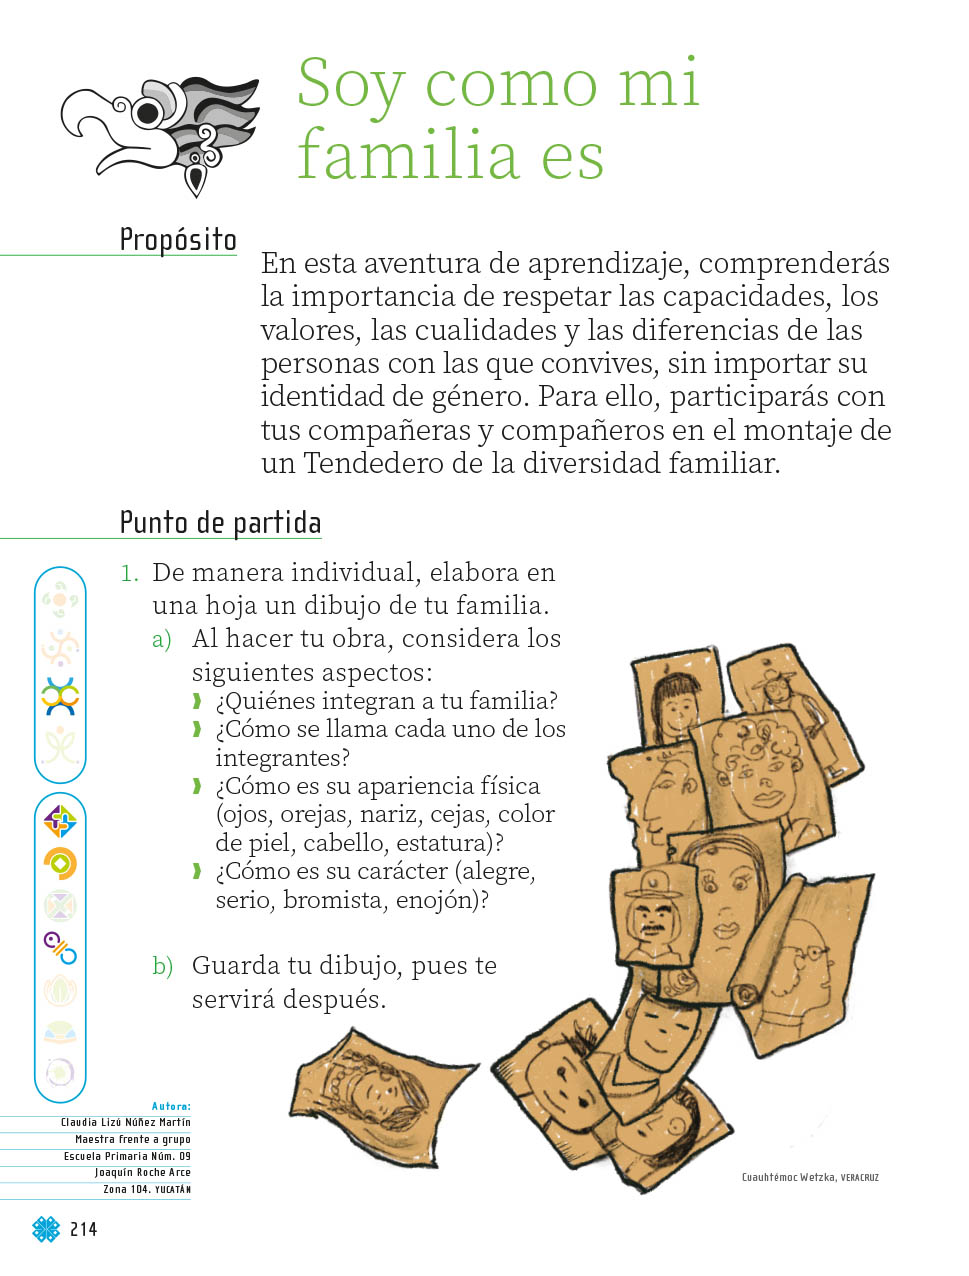 Soy como mi
familia es
Propósito
En esta aventura de aprendizaje, comprenderás
la importancia de respetar las capacidades, los
valores, las cualidades y las diferencias de las
personas con las que convives, sin importar su
identidad de género. Para ello, participarás con
tus compañeras y compañeros en el montaje de
un Tendedero de la diversidad familiar.
Punto de partida
1. De manera individual, elabora en
una hoja un dibujo de tu familia.
a) Al hacer tu obra, considera los
siguientes aspectos:
¿Quiénes integran a tu familia?
¿Cómo se llama cada uno de los
integrantes?
¿Cómo es su apariencia física
(ojos, orejas, nariz, cejas, color
de piel, cabello, estatura)?
¿Cómo es su carácter (alegre,
serio, bromista, enojón)?
b) Guarda tu dibujo, pues te
servirá después.
Autora:
Claudia Lizú Núñez Martín
Maestra frente a grupo
Escuela Primaria Núm. 09
Joaquín Roche Arce
Zona 104. YUCATÁN
Cuauhtémoc Wetzka, VERACRUZ
214